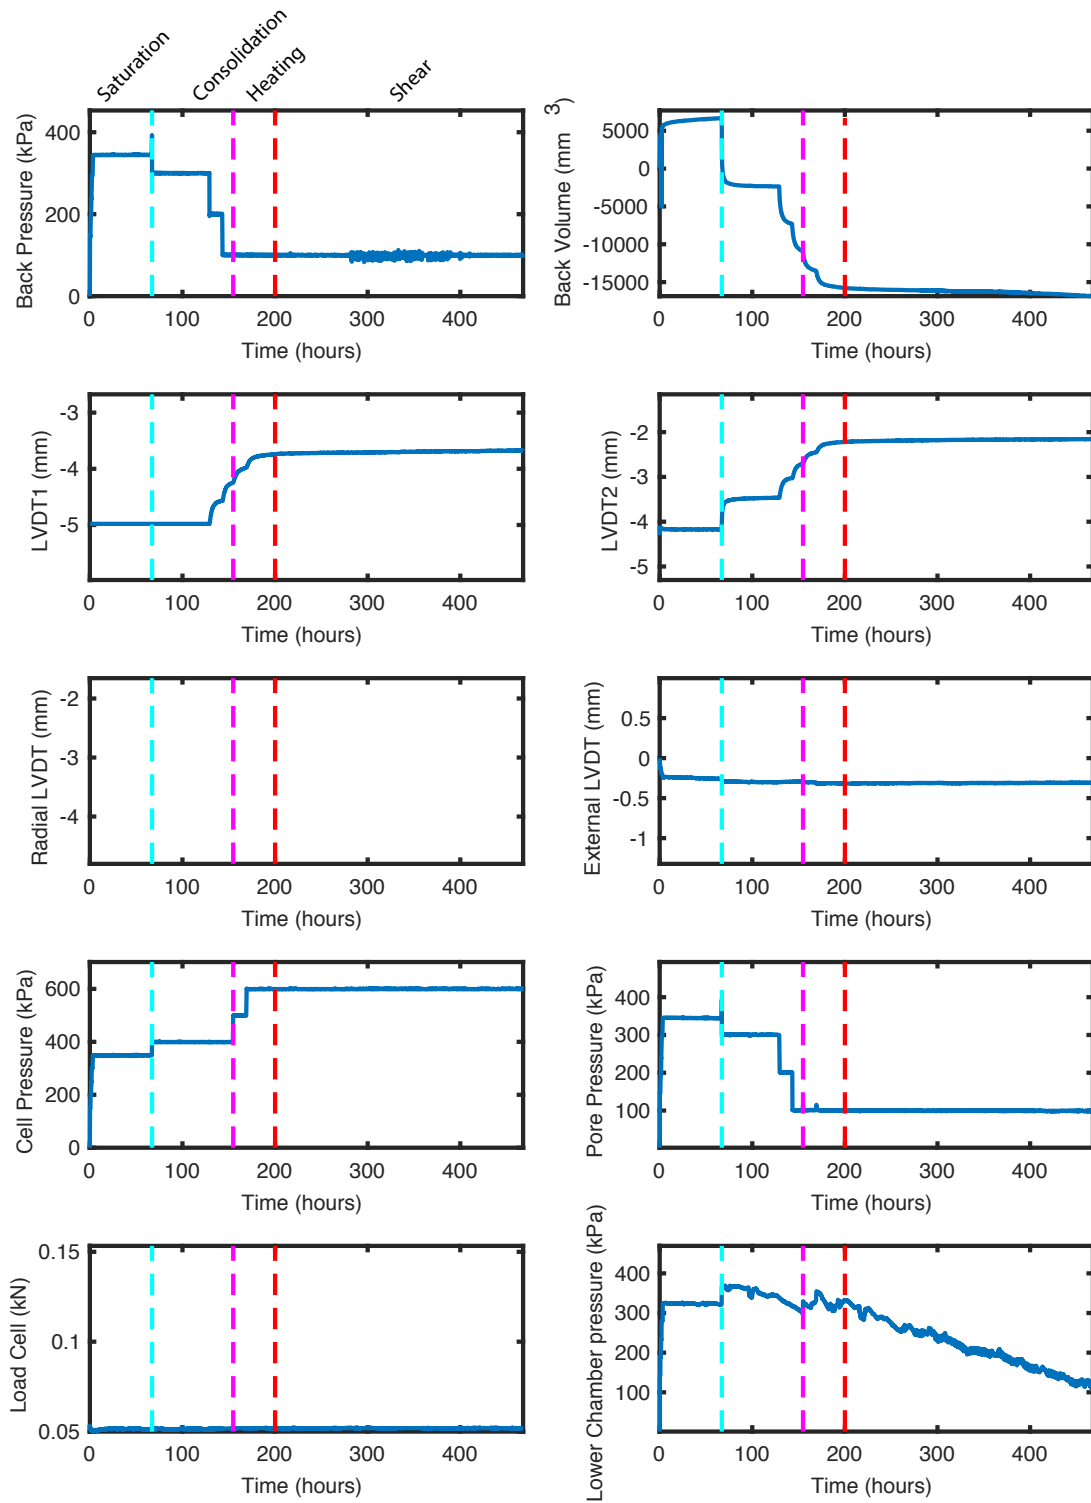 Saturation
Consolidation
Heating
Shear
Back Pressure (kPa)
400
200
0
0 100 200 300 400
Time (hours)
Back Volume (mm 3)
5000
0
-5000
-10000
-15000
0 100 200 300 400
Time (hours)
LVDT1 (mm)
-3
-4
-5
0 100 200 300 400
Time (hours)
LVDT2 (mm)
-2
-3
-4
-5
0 100 200 300 400
Time (hours)
Radial LVDT (mm)
-2
-3
-4
0 100 200 300 400
Time (hours)
External LVDT (mm)
0.5
0
-0.5
-1
0 100 200 300 400
Time (hours)
Cell Pressure (kPa)
600
400
200
0
0 100 200 300 400
Time (hours)
Pore Pressure (kPa)
400
300
200
100
0 100 200 300 400
Time (hours)
Load Cell (kN)
0.15
0.1
0.05
0 100 200 300 400
Time (hours)
Lower Chamber pressure (kPa)
400
300
200
100
0 100 200 300 400
Time (hours)